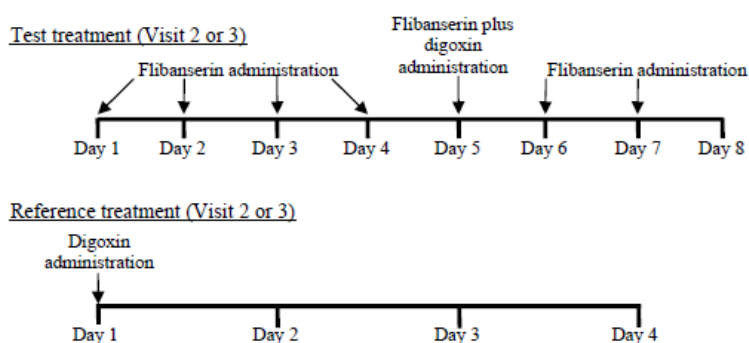 Test treatment (Visit 2 or 3)
Flibanserin plus
digoxin
administration
Flibanserin administration
Flibanserin administration
Day 1 Day 2 Day 3 Day 4 Day 5 Day 6 Day 7 Day 8
Reference treatment (Visit 2 or 3)
Digoxin
administration
Day 1 Day 2 Day 3 Day 4